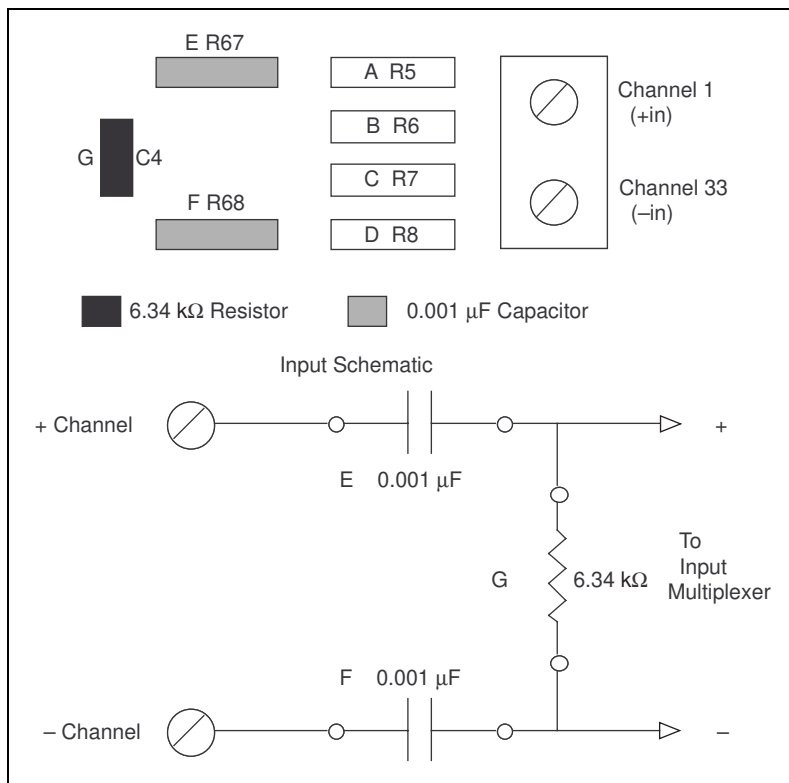 E R67
A R5
Channel 1
(+in)
B R6
G
C4
C R7
Channel 33
(–in)
F R68
D R8
6.34 kΩ Resistor
0.001 μF Capacitor
Input Schematic
+ Channel
+
E 0.001 μF
To
Input
Multiplexer
G
6.34 kΩ
F 0.001 μF
– Channel
–